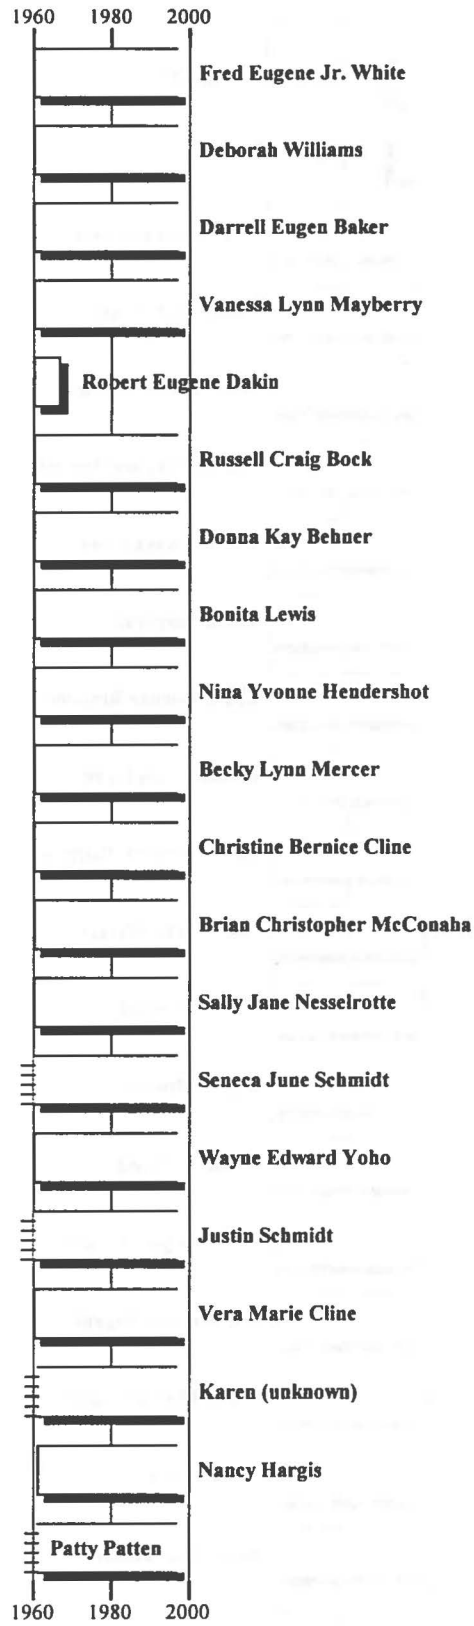 1960 1980 2000
Fred Eugene Jr. White
Deborah Williams
Darrell Eugen Baker
Vanessa Lynn Mayberry
Robert Eugene Dakin
Russell Craig Bock
Donna Kay Behner
Bonita Lewis
Nina Yvonne Hendershot
Becky Lynn Mercer
Christine Bernice Cline
Brian Christopher McConaha
Sally Jane Nesselrotte
Seneca June Schmidt
Wayne Edward Yoho
Justin Schmidt
Vera Marie Cline
Karen (unknown)
Nancy Hargis
Patty Patten
1960 1980 2000